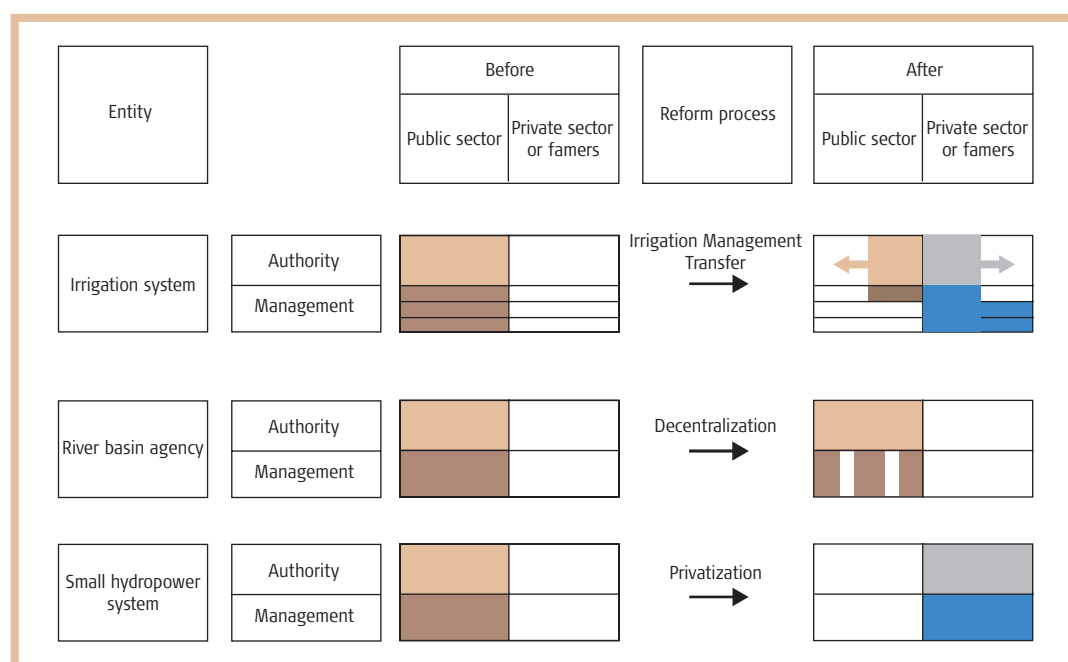 Entity
Before
Public sector
Private sector
or famers
Reform process
After
Public sector
Private sector
or famers
Irrigation system
Authority
Management
Irrigation Management
Transfer
River basin agency
Authority
Management
Decentralization
Small hydropower
system
Authority
Management
Privatization